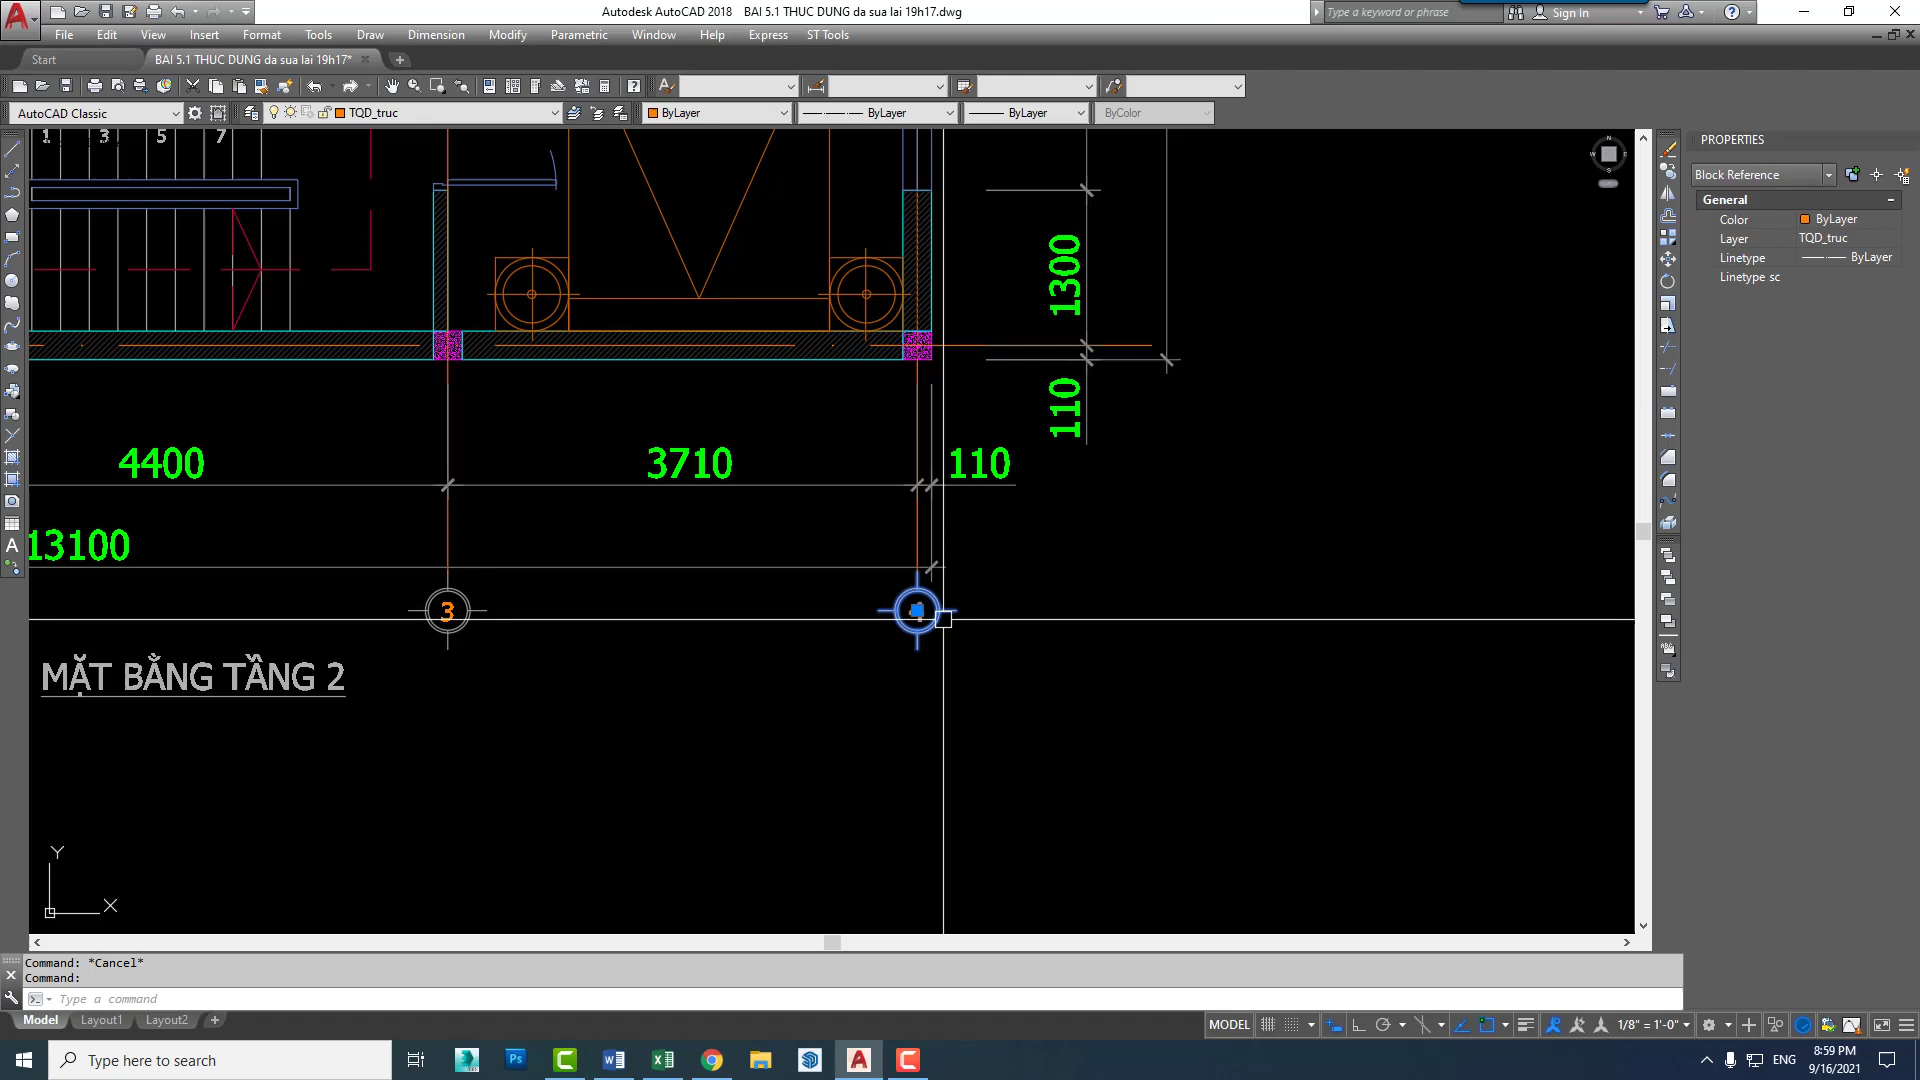 Autodesk AutoCAD 2018 BAI 5.1 THUC DUNG da sua lai 19h17.dwg
Type a keyword or phrase
Sign In
File Edit View Insert Format Tools Draw Dimension Modify Parametric Window Help Express ST Tools
Start
BAI 5.1 THUC DUNG da sua lai 19h17*
AutoCAD Classic
TQD_truc
ByLayer
ByLayer
ByLayer
ByColor
PROPERTIES
Block Reference
General
Color ByLayer
Layer TQD_truc
Linetype ByLayer
Linetype sc
1 3 5 7
1300
110
4400
3710
110
13100
3
MẶT BẰNG TẦNG 2
Y
X
Command: *Cancel*
Command:
Type a command
Model Layout1 Layout2
MODEL
1/8" = 1'-0"
Type here to search
ENG
8:59 PM
9/16/2021